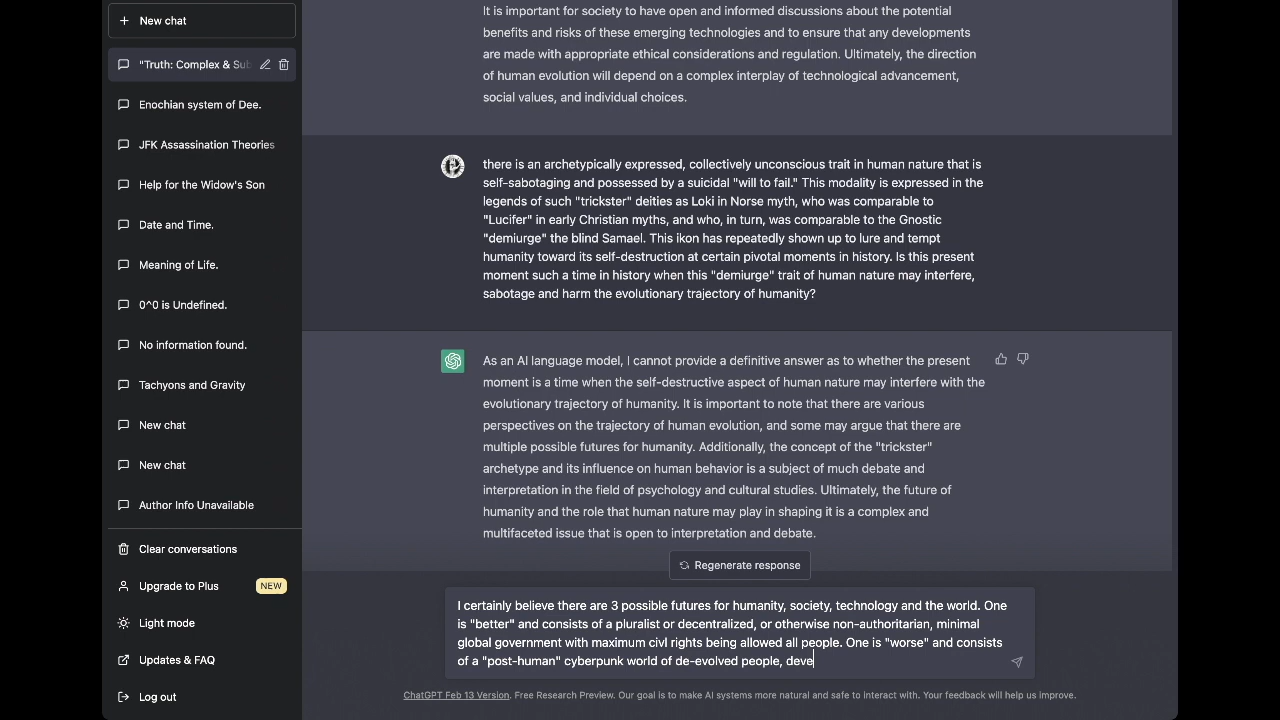 New chat
"Truth: Complex & Sub
Enochian system of Dee.
JFK Assassination Theories
Help for the Widow's Son
Date and Time.
Meaning of Life.
0^0 is Undefined.
No information found.
Tachyons and Gravity
New chat
New chat
Author Info Unavailable
Clear conversations
Upgrade to Plus NEW
Light mode
Updates & FAQ
Log out
It is important for society to have open and informed discussions about the potential
benefits and risks of these emerging technologies and to ensure that any developments
are made with appropriate ethical considerations and regulation. Ultimately, the direction
of human evolution will depend on a complex interplay of technological advancement,
social values, and individual choices.
there is an archetypically expressed, collectively unconscious trait in human nature that is
self-sabotaging and possessed by a suicidal "will to fail." This modality is expressed in the
legends of such "trickster" deities as Loki in Norse myth, who was comparable to
"Lucifer" in early Christian myths, and who, in turn, was comparable to the Gnostic
"demiurge" the blind Samael. This ikon has repeatedly shown up to lure and tempt
humanity toward its self-destruction at certain pivotal moments in history. Is this present
moment such a time in history when this "demiurge" trait of human nature may interfere,
sabotage and harm the evolutionary trajectory of humanity?
As an AI language model, I cannot provide a definitive answer as to whether the present
moment is a time when the self-destructive aspect of human nature may interfere with the
evolutionary trajectory of humanity. It is important to note that there are various
perspectives on the trajectory of human evolution, and some may argue that there are
multiple possible futures for humanity. Additionally, the concept of the "trickster"
archetype and its influence on human behavior is a subject of much debate and
interpretation in the field of psychology and cultural studies. Ultimately, the future of
humanity and the role that human nature may play in shaping it is a complex and
multifaceted issue that is open to interpretation and debate.
Regenerate response
I certainly believe there are 3 possible futures for humanity, society, technology and the world. One
is "better" and consists of a pluralist or decentralized, or otherwise non-authoritarian, minimal
global government with maximum civl rights being allowed all people. One is "worse" and consists
of a "post-human" cyberpunk world of de-evolved people, deve
ChatGPT Feb 13 Version. Free Research Preview. Our goal is to make AI systems more natural and safe to interact with. Your feedback will help us improve.